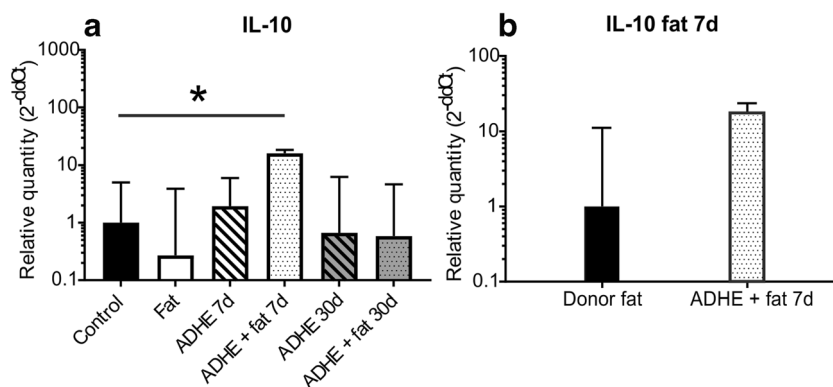 a
IL-10
Relative quantity (2^-ddCt)
1000
100
10
1
0.1
*
Control
Fat
ADHE 7d
ADHE + fat 7d
ADHE 30d
ADHE + fat 30d
b
IL-10 fat 7d
Relative quantity (2^-ddCt)
100
10
1
0.1
Donor fat
ADHE + fat 7d